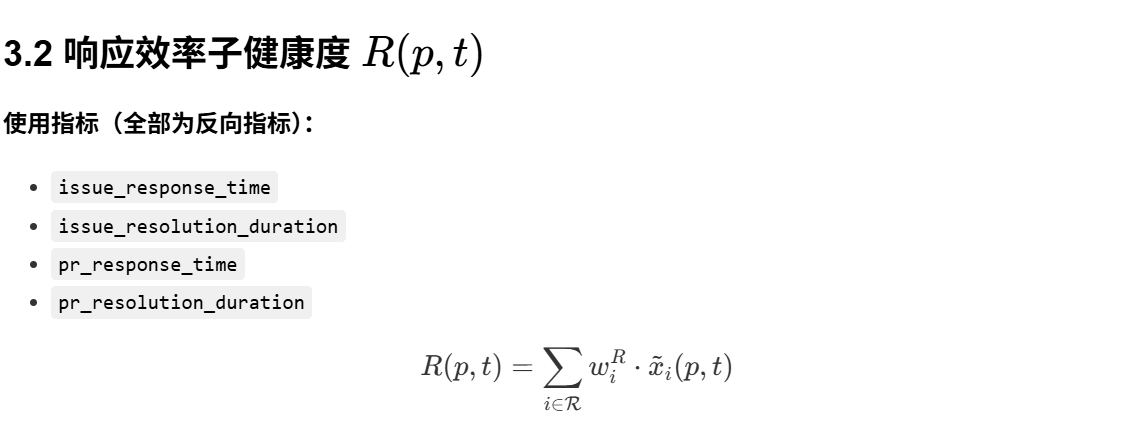 3.2 响应效率子健康度 R(p, t)
使用指标（全部为反向指标）：
• issue_response_time
• issue_resolution_duration
• pr_response_time
• pr_resolution_duration
R(p, t) = ∑_{i∈ℛ} w_i^R · x̃_i(p, t)